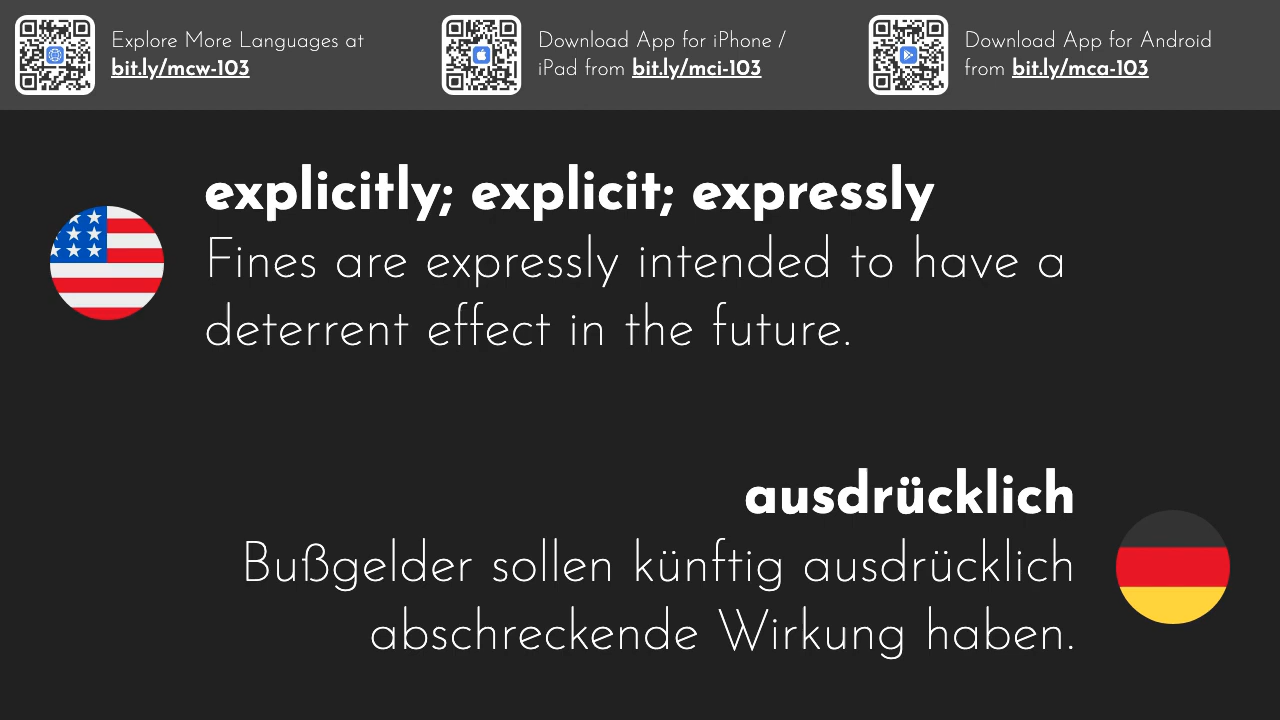 Explore More Languages at
bit.ly/mcw-103
Download App for iPhone /
iPad from bit.ly/mci-103
Download App for Android
from bit.ly/mca-103
explicitly; explicit; expressly
Fines are expressly intended to have a
deterrent effect in the future.
ausdrücklich
Bußgelder sollen künftig ausdrücklich
abschreckende Wirkung haben.